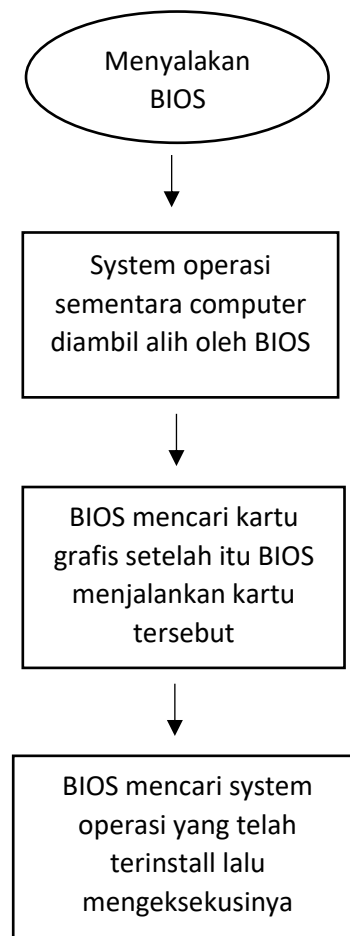 Menyalakan
BIOS
System operasi
sementara computer
diambil alih oleh BIOS
BIOS mencari kartu
grafis setelah itu BIOS
menjalankan kartu
tersebut
BIOS mencari system
operasi yang telah
terinstall lalu
mengeksekusinya